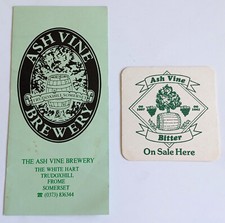 ASH VINE
BREWERY
THE ASH VINE BREWERY
THE WHITE HART
TRUDOXHILL
FROME
SOMERSET
☎ (0373) 836344
Ash Vine
Bitter
On Sale Here